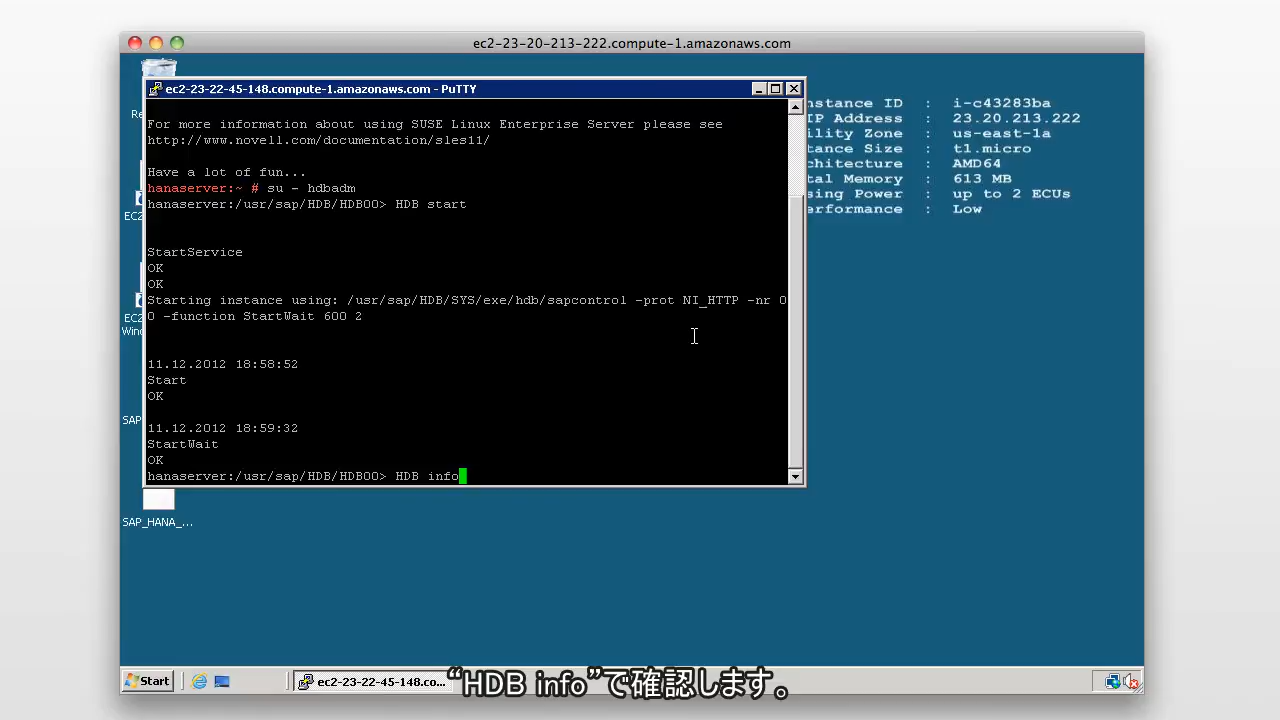 ec2-23-20-213-222.compute-1.amazonaws.com
ec2-23-22-45-148.compute-1.amazonaws.com - PuTTY
For more information about using SUSE Linux Enterprise Server please see
http://www.novell.com/documentation/sles11/
Have a lot of fun...
hanaserver:~ # su - hdbadm
hanaserver:/usr/sap/HDB/HDB00> HDB start
StartService
OK
OK
Starting instance using: /usr/sap/HDB/SYS/exe/hdb/sapcontrol -prot NI_HTTP -nr 0
0 -function StartWait 600 2
11.12.2012 18:58:52
Start
OK
11.12.2012 18:59:32
StartWait
OK
hanaserver:/usr/sap/HDB/HDB00> HDB info
nstance ID : i-c43283ba
IP Address : 23.20.213.222
ility Zone : us-east-1a
tance Size : t1.micro
chitecture : AMD64
tal Memory : 613 MB
sing Power : up to 2 ECUs
erformance : Low
Re
EC2
EC2
Wind
SAP
SAP_HANA_...
Start
ec2-23-22-45-148.co...
“HDB info”で確認します。